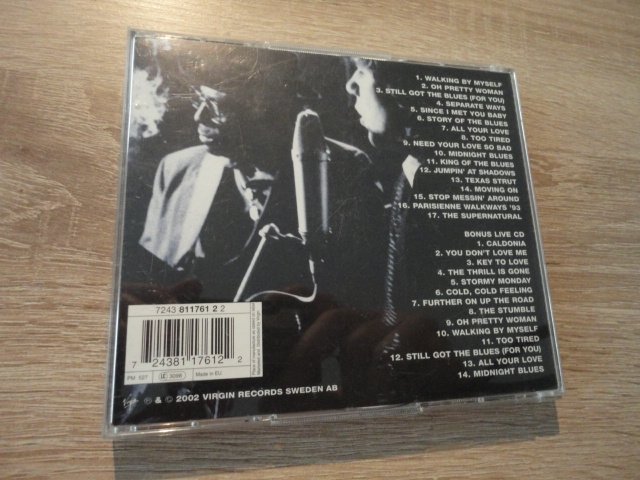 1. WALKING BY MYSELF
2. OH PRETTY WOMAN
3. STILL GOT THE BLUES (FOR YOU)
4. SEPARATE WAYS
5. SINCE I MET YOU BABY
6. STORY OF THE BLUES
7. ALL YOUR LOVE
8. TOO TIRED
9. NEED YOUR LOVE SO BAD
10. MIDNIGHT BLUES
11. KING OF THE BLUES
12. JUMPIN' AT SHADOWS
13. TEXAS STRUT
14. MOVING ON
15. STOP MESSIN' AROUND
16. PARISIENNE WALKWAYS '93
17. THE SUPERNATURAL
BONUS LIVE CD
1. CALDONIA
2. YOU DON'T LOVE ME
3. KEY TO LOVE
4. THE THRILL IS GONE
5. STORMY MONDAY
6. COLD, COLD FEELING
7. FURTHER ON UP THE ROAD
8. THE STUMBLE
9. OH PRETTY WOMAN
10. WALKING BY MYSELF
11. TOO TIRED
12. STILL GOT THE BLUES (FOR YOU)
13. ALL YOUR LOVE
14. MIDNIGHT BLUES
7243 811761 2 2
7 24381 17612 2
PM 527 LC 3098 Made in EU
Virgin ℗ & © 2002 VIRGIN RECORDS SWEDEN AB